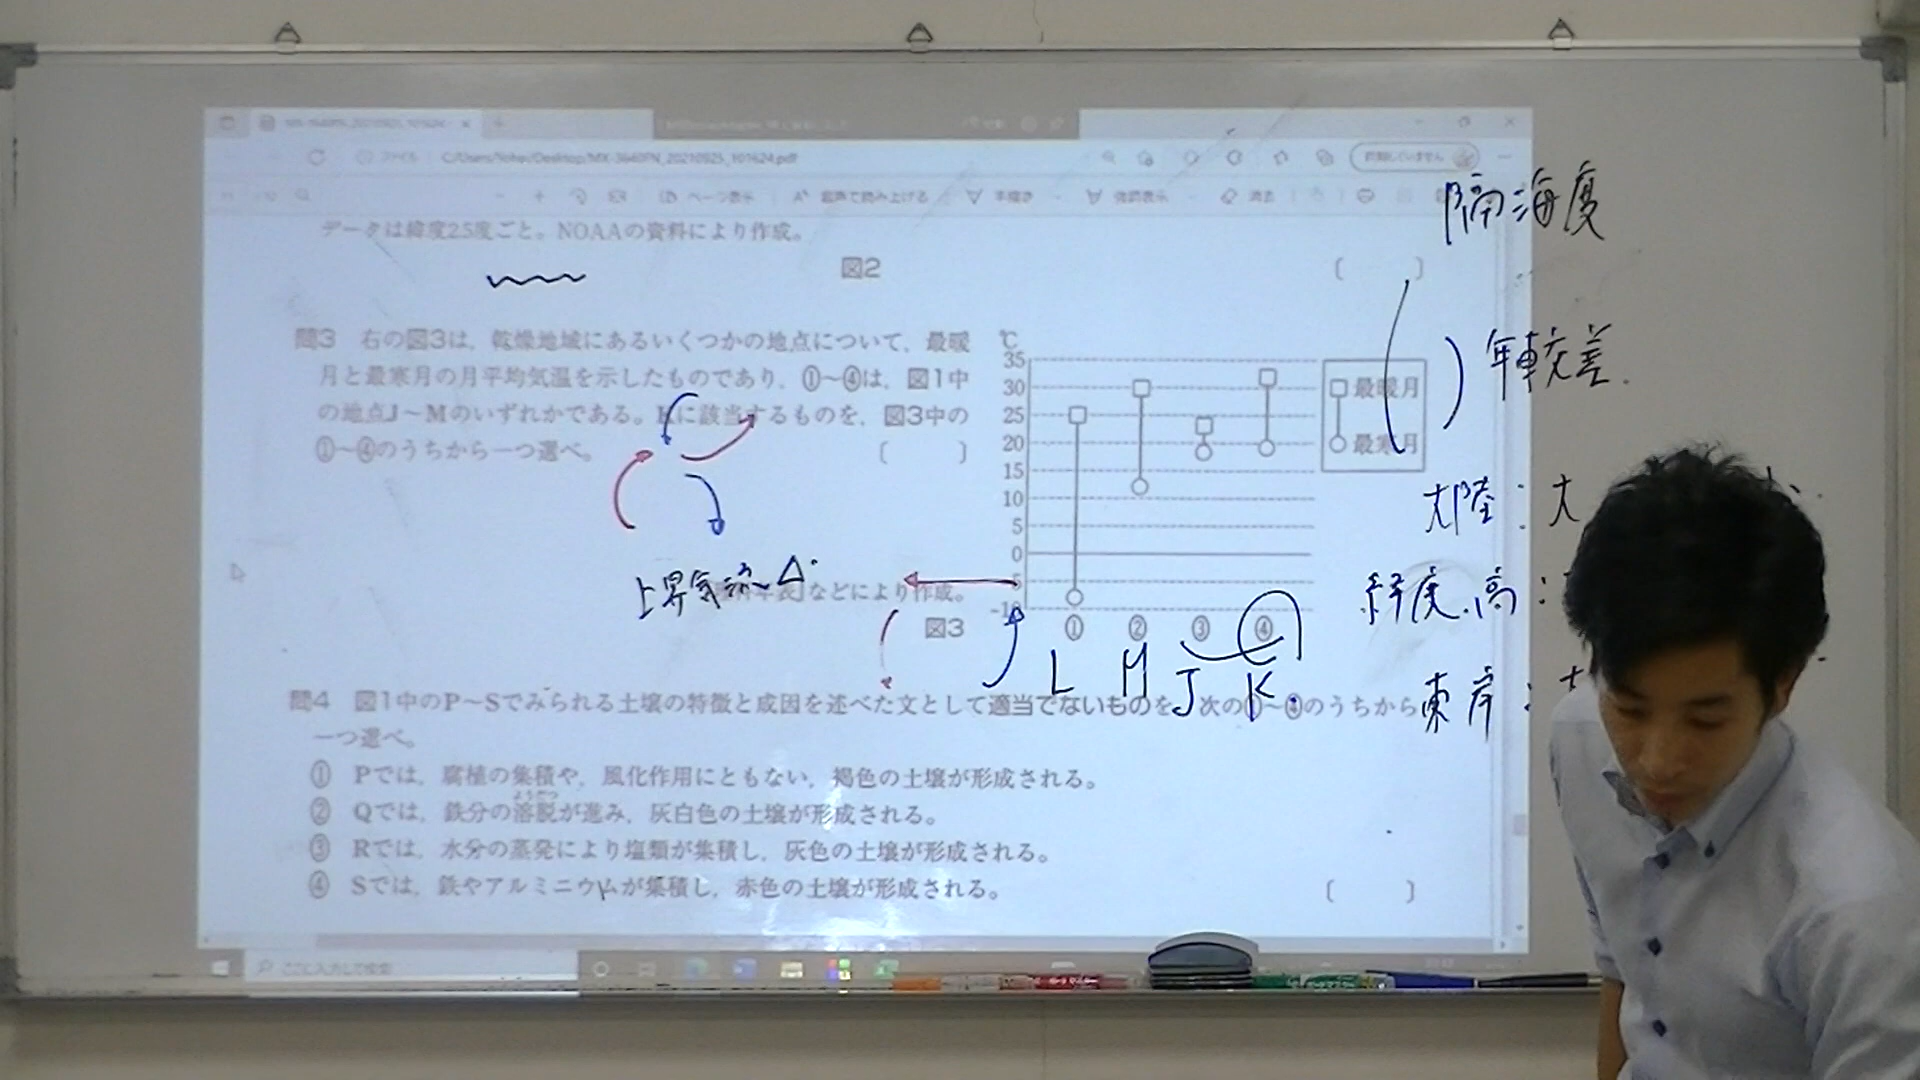 C:/Users/
データは緯度2.5度ごと。NOAAの資料により作成。
図2
〔 〕
問3 右の図3は，乾燥地域にあるいくつかの地点について，最暖
月と最寒月の月平均気温を示したものであり，①～④は，図1中
の地点J～Mのいずれかである。Kに該当するものを，図3中の
①～④のうちから一つ選べ。
〔 〕
などにより作成。
℃
35
30
25
20
15
10
5
0
-10
最暖月
最寒月
① ② ③ ④
図3
L M J K
上昇気流
隔海度
年較差
大陸：大
緯度.高：
東岸：
問4 図1中のP～Sでみられる土壌の特徴と成因を述べた文として適当でないものを 次の①～④のうちから
一つ選べ。
① Pでは，腐植の集積や，風化作用にともない，褐色の土壌が形成される。
② Qでは，鉄分の溶脱が進み，灰白色の土壌が形成される。
ようだつ
③ Rでは，水分の蒸発により塩類が集積し，灰色の土壌が形成される。
④ Sでは，鉄やアルミニウムが集積し，赤色の土壌が形成される。
〔 〕
ここに入力して検索